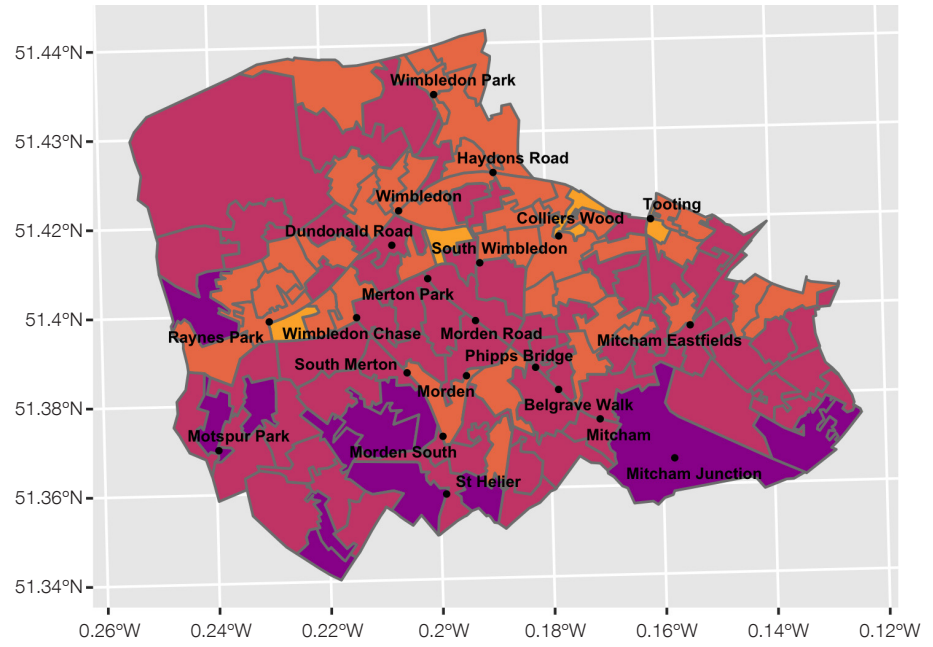 51.44°N
Wimbledon Park
51.43°N
Haydons Road
Wimbledon
Tooting
Colliers Wood
51.42°N
Dundonald Road
South Wimbledon
Merton Park
51.4°N
Raynes Park
Wimbledon Chase
Morden Road
Mitcham Eastfields
Phipps Bridge
South Merton
Morden
51.38°N
Belgrave Walk
Motspur Park
Mitcham
Morden South
Mitcham Junction
St Helier
51.36°N
51.34°N
0.26°W
0.24°W
0.22°W
0.2°W
0.18°W
0.16°W
0.14°W
0.12°W